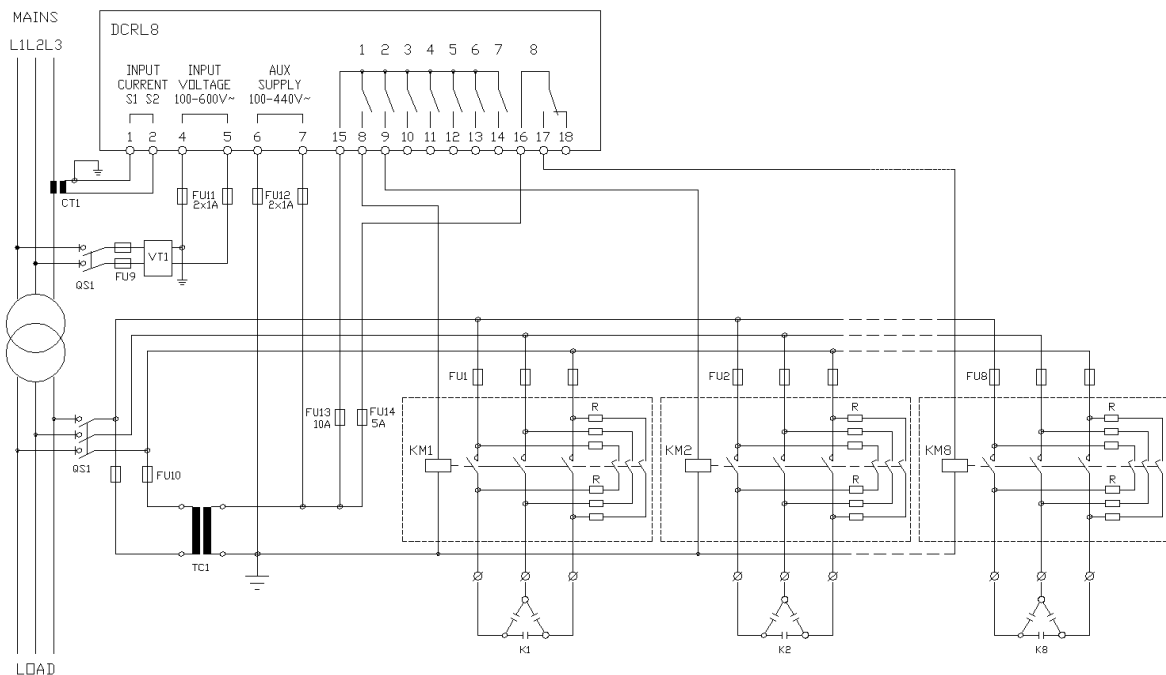 MAINS
L1L2L3
DCRL8
INPUT
CURRENT
S1 S2
INPUT
VOLTAGE
100-600V~
AUX
SUPPLY
100-440V~
1 2 3 4 5 6 7 8
1 2 4 5 6 7 15 8 9 10 11 12 13 14 16 17 18
CT1
FU11
2x1A
FU12
2x1A
VT1
FU9
QS1
FU1
FU2
FU8
FU13
10A
FU14
5A
R
R
R
KM1
KM2
KM8
QS1
FU10
R
R
R
TC1
K1
K2
K8
LOAD